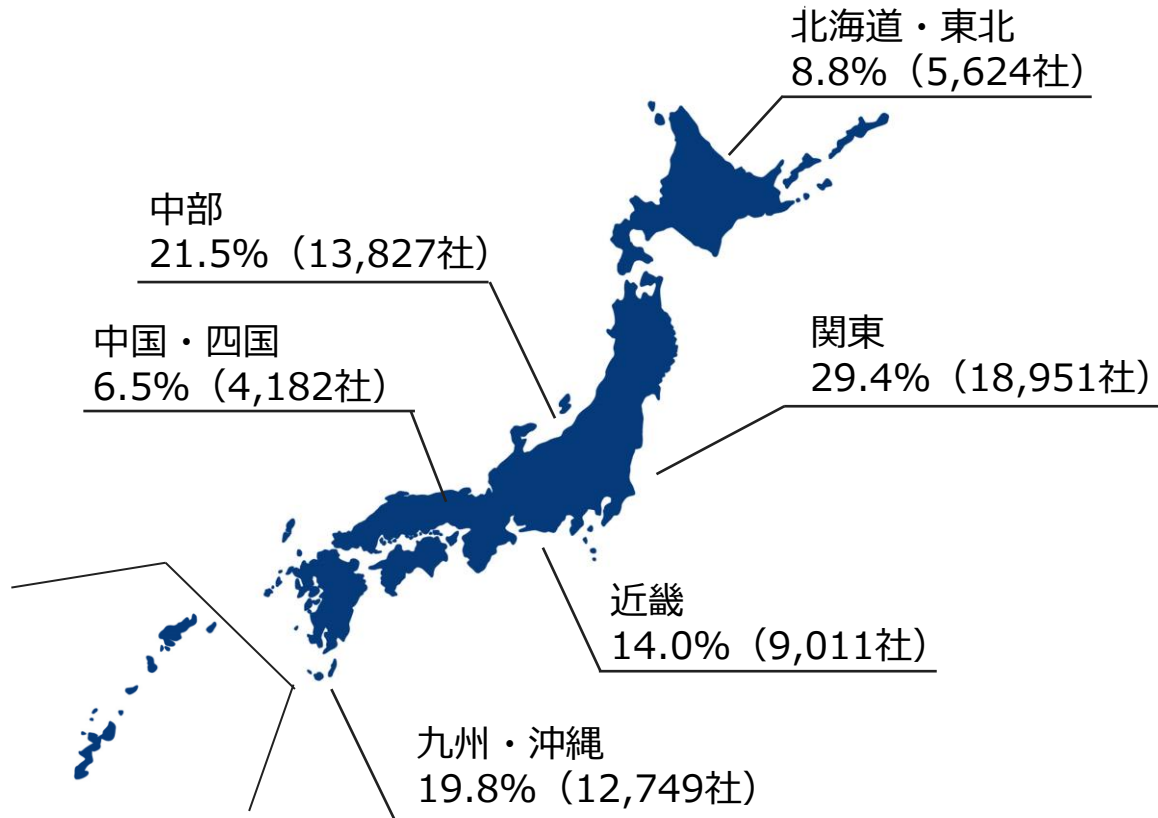 北海道・東北
8.8%（5,624社）
中部
21.5%（13,827社）
中国・四国
6.5%（4,182社）
関東
29.4%（18,951社）
近畿
14.0%（9,011社）
九州・沖縄
19.8%（12,749社）